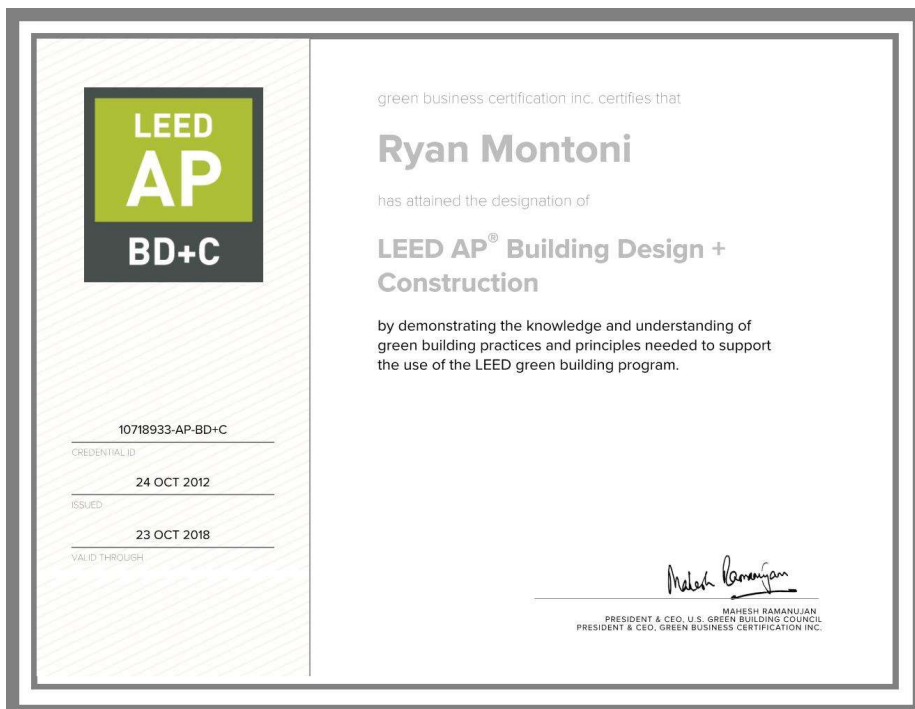 LEED
AP
BD+C
10718933-AP-BD+C
CREDENTIAL ID
24 OCT 2012
ISSUED
23 OCT 2018
VALID THROUGH
green business certification inc. certifies that
Ryan Montoni
has attained the designation of
LEED AP® Building Design +
Construction
by demonstrating the knowledge and understanding of
green building practices and principles needed to support
the use of the LEED green building program.
Mahesh Ramanujan
MAHESH RAMANUJAN
PRESIDENT & CEO, U.S. GREEN BUILDING COUNCIL
PRESIDENT & CEO, GREEN BUSINESS CERTIFICATION INC.